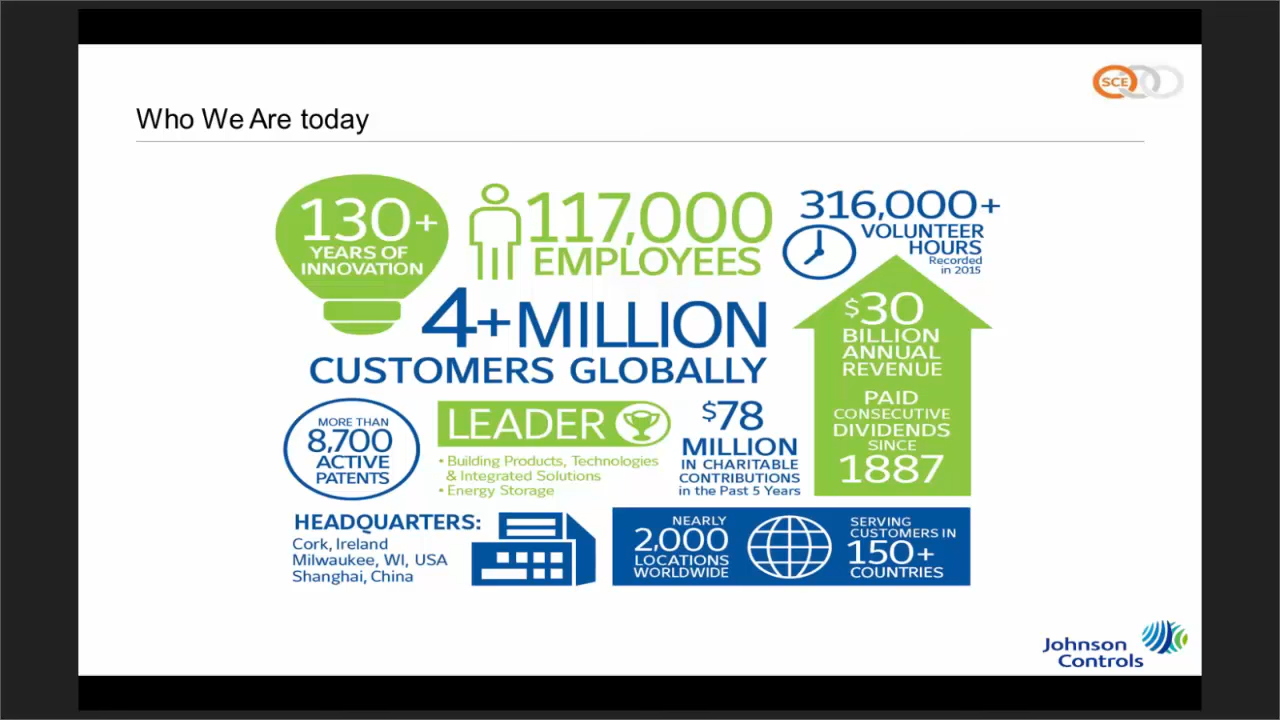 SCE
Who We Are today
130+
YEARS OF
INNOVATION
117,000
EMPLOYEES
316,000+
VOLUNTEER
HOURS
Recorded
in 2015
4+MILLION
CUSTOMERS GLOBALLY
$30
BILLION
ANNUAL
REVENUE
PAID
CONSECUTIVE
DIVIDENDS
SINCE
1887
MORE THAN
8,700
ACTIVE
PATENTS
LEADER
• Building Products, Technologies
& Integrated Solutions
• Energy Storage
$78
MILLION
IN CHARITABLE
CONTRIBUTIONS
in the Past 5 Years
HEADQUARTERS:
Cork, Ireland
Milwaukee, WI, USA
Shanghai, China
NEARLY
2,000
LOCATIONS
WORLDWIDE
SERVING
CUSTOMERS IN
150+
COUNTRIES
Johnson
Controls